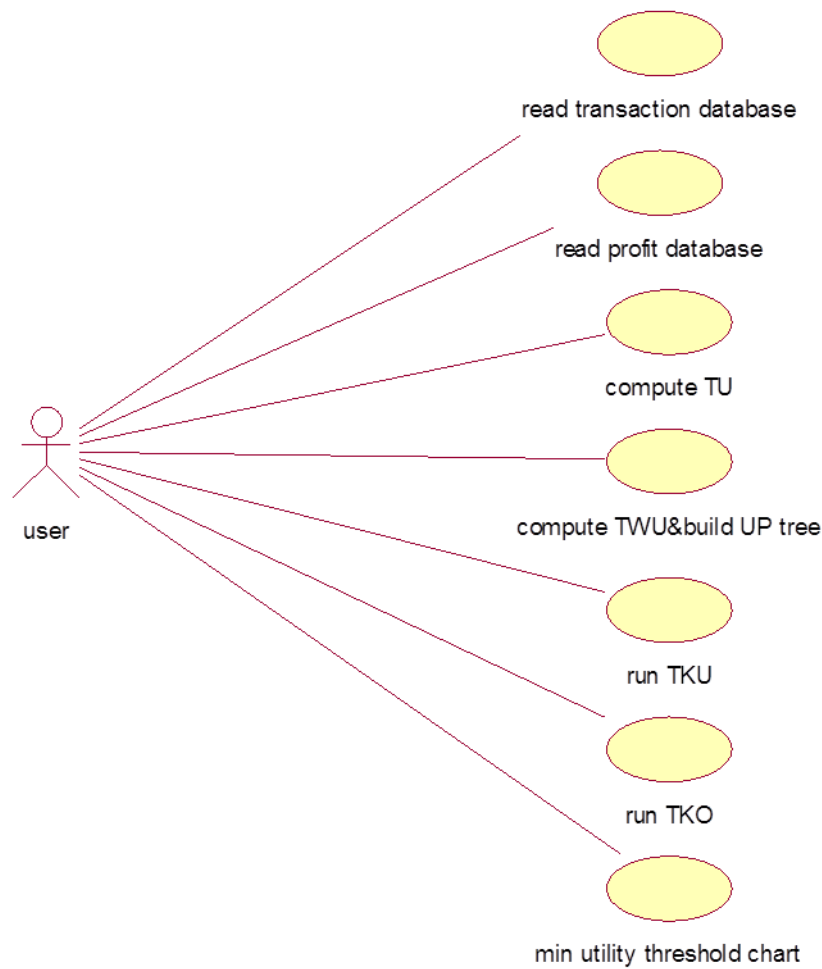 read transaction database
read profit database
compute TU
compute TWU&build UP tree
user
run TKU
run TKO
min utility threshold chart